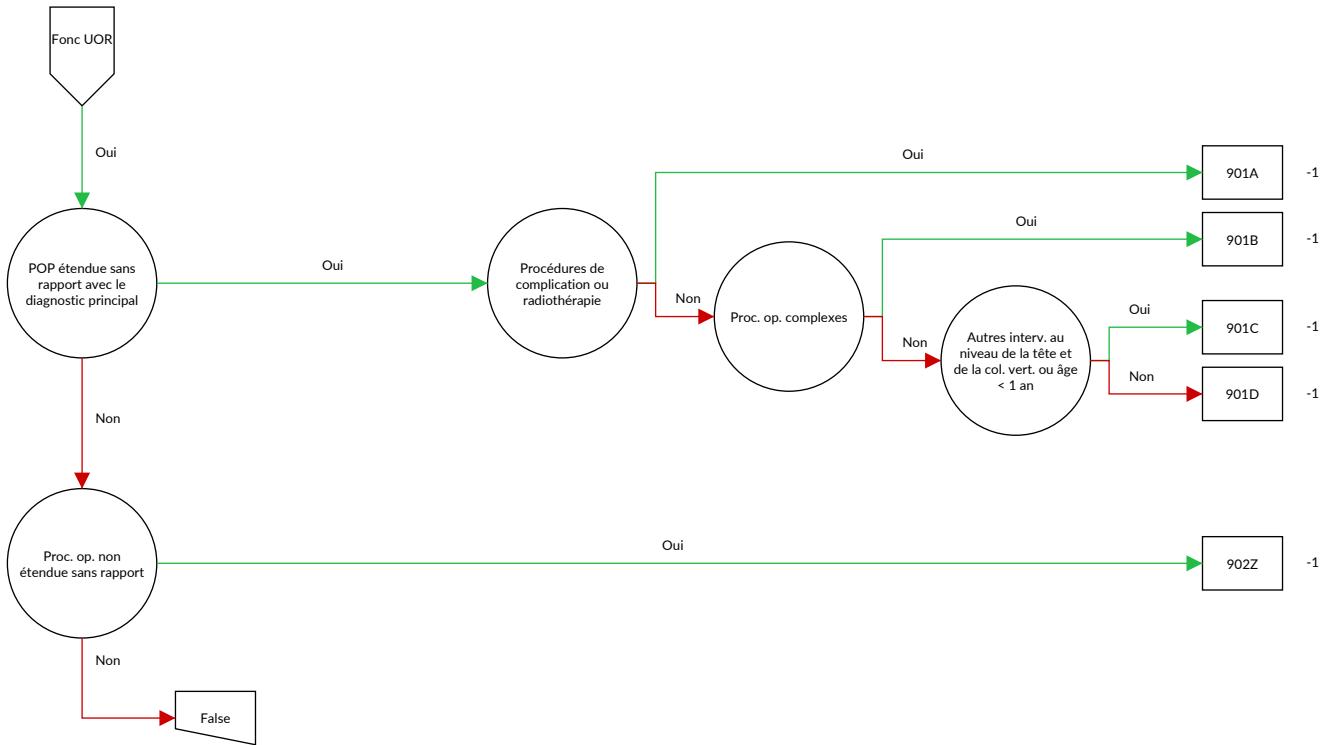 Fonc UOR
Oui
POP étendue sans
rapport avec le
diagnostic principal
Oui
Procédures de
complication ou
radiothérapie
Oui
901A
-1
Non
Proc. op. complexes
Oui
901B
-1
Non
Autres interv. au
niveau de la tête et
de la col. vert. ou âge
< 1 an
Oui
901C
-1
Non
901D
-1
Non
Proc. op. non
étendue sans rapport
Oui
902Z
-1
Non
False